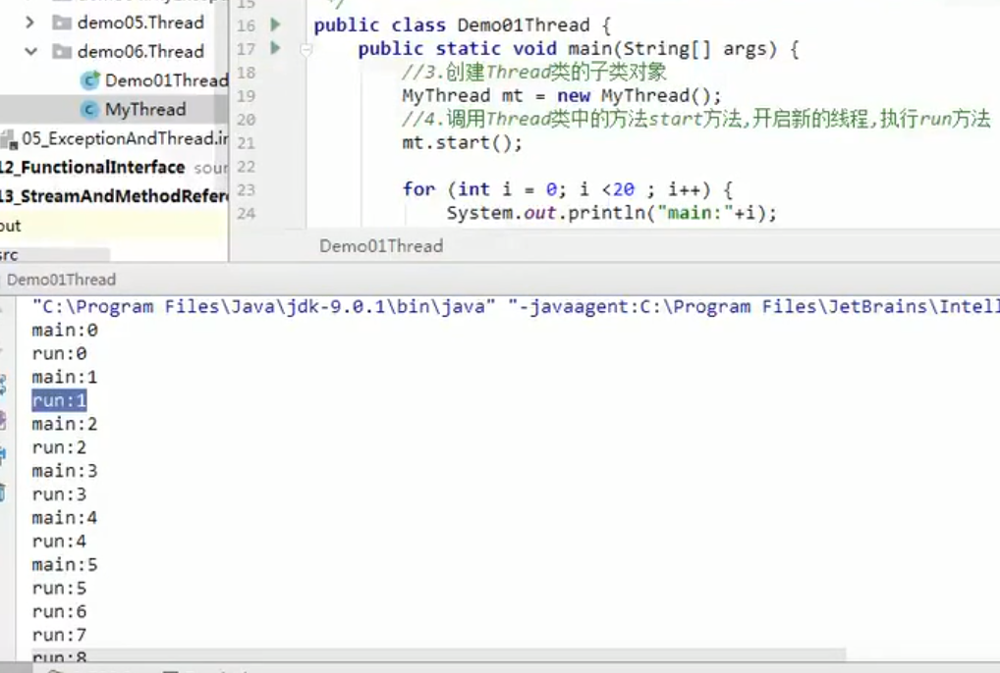 demo05.Thread
demo06.Thread
Demo01Thread
MyThread
05_ExceptionAndThread.in
12_FunctionalInterface sour
13_StreamAndMethodRefer
out
src
15 */
16 public class Demo01Thread {
17 public static void main(String[] args) {
18 //3.创建Thread类的子类对象
19 MyThread mt = new MyThread();
20 //4.调用Thread类中的方法start方法,开启新的线程,执行run方法
21 mt.start();
22
23 for (int i = 0; i <20 ; i++) {
24 System.out.println("main:"+i);
Demo01Thread
Demo01Thread
"C:\Program Files\Java\jdk-9.0.1\bin\java" "-javaagent:C:\Program Files\JetBrains\Intell
main:0
run:0
main:1
run:1
main:2
run:2
main:3
run:3
main:4
run:4
main:5
run:5
run:6
run:7
run:8